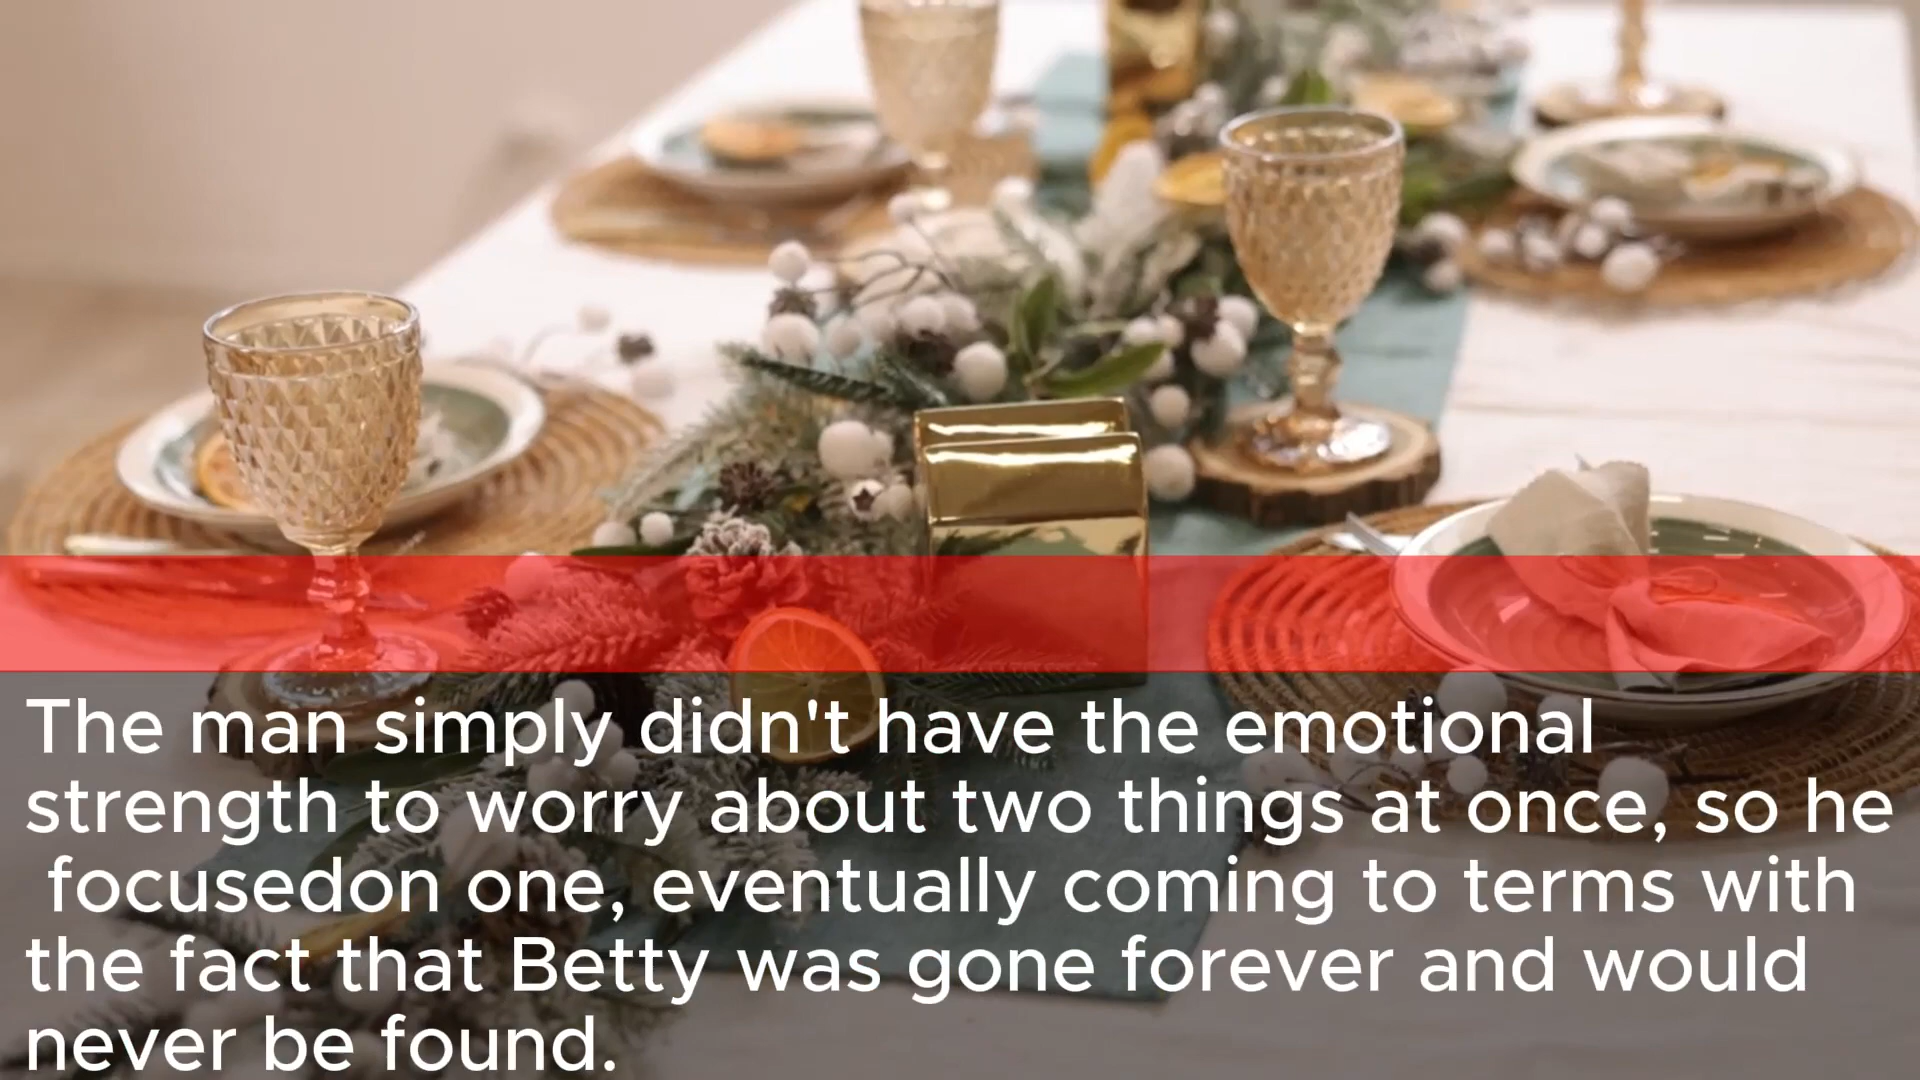 The man simply didn't have the emotional
strength to worry about two things at once, so he
focusedon one, eventually coming to terms with
the fact that Betty was gone forever and would
never be found.